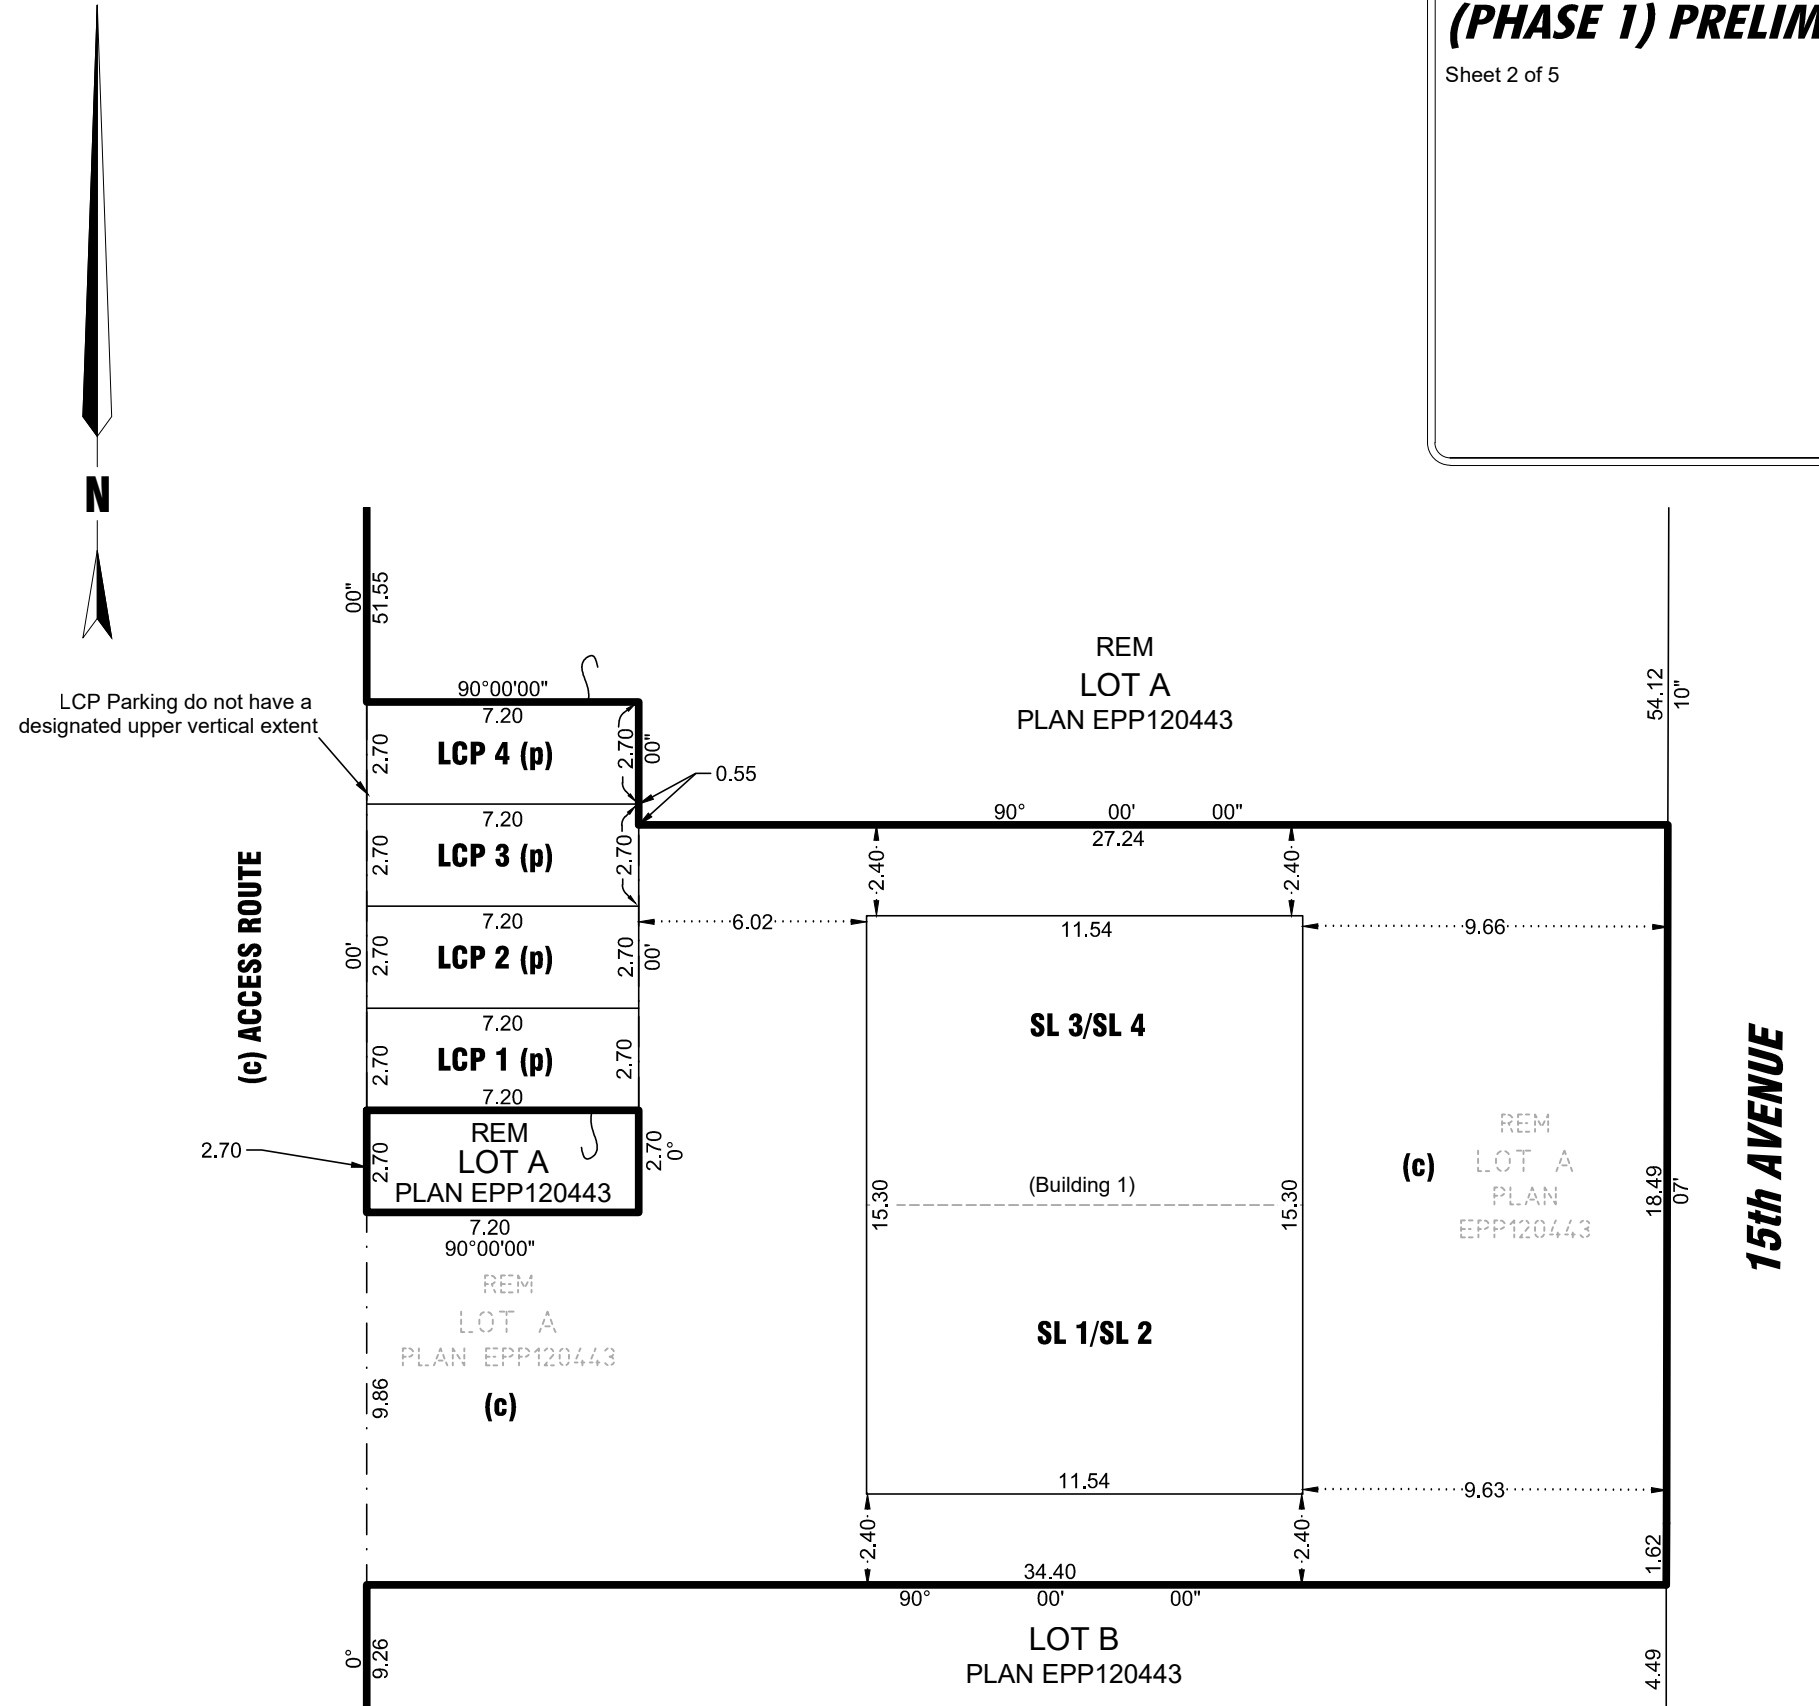 (PHASE 1) PRELIM
Sheet 2 of 5
N
00"
51.55
LCP Parking do not have a
designated upper vertical extent
90°00'00"
7.20
2.70
LCP 4 (p)
2.70
00"
0.55
REM
LOT A
PLAN EPP120443
54.12
10"
90° 00' 00"
27.24
7.20
2.70
LCP 3 (p)
2.70
2.40
2.40
(c) ACCESS ROUTE
7.20
00'
2.70
LCP 2 (p)
2.70
00'
6.02
11.54
9.66
7.20
2.70
LCP 1 (p)
2.70
7.20
SL 3/SL 4
2.70
2.70
REM
LOT A
PLAN EPP120443
2.70
0°
7.20
90°00'00"
(Building 1)
15.30
15.30
(c)
REM
LOT A
PLAN
EPP120443
18.49
07'
15th AVENUE
REM
LOT A
PLAN EPP120443
(c)
9.86
SL 1/SL 2
11.54
9.63
2.40
2.40
1.62
34.40
90° 00' 00"
LOT B
PLAN EPP120443
0°
9.26
4.49